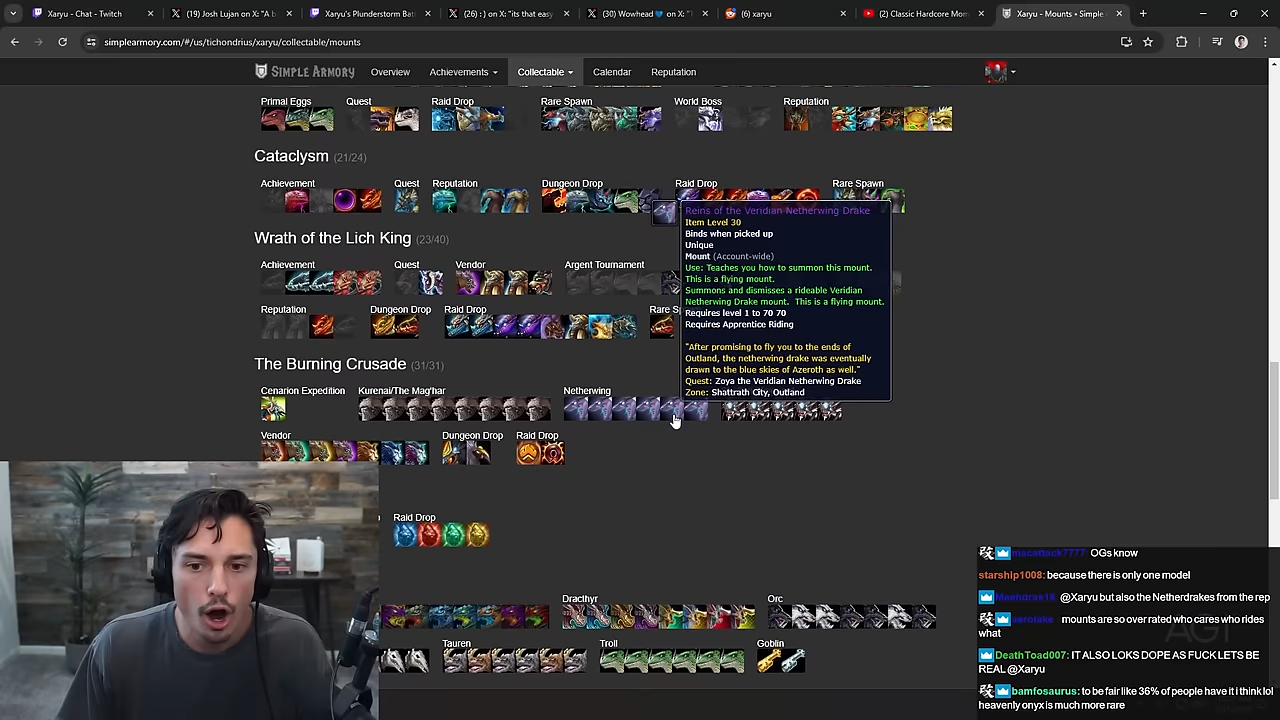 Xaryu - Chat - Twitch
(19) Josh Lujan on X: "A b
Xaryu's Plunderstorm Bat
(26) : ) on X: "its that easy
(30) Wowhead 💙 on X: "
(6) xaryu
(2) Classic Hardcore Mom
Xaryu - Mounts • Simple
simplearmory.com/#/us/tichondrius/xaryu/collectable/mounts
SIMPLE ARMORY
Overview
Achievements
Collectable
Calendar
Reputation
Primal Eggs
Quest
Raid Drop
Rare Spawn
World Boss
Reputation
Cataclysm (21/24)
Achievement
Quest
Reputation
Dungeon Drop
Raid Drop
Rare Spawn
Reins of the Veridian Netherwing Drake
Item Level 30
Binds when picked up
Unique
Mount (Account-wide)
Use: Teaches you how to summon this mount.
This is a flying mount.
Summons and dismisses a rideable Veridian
Netherwing Drake mount. This is a flying mount.
Requires level 1 to 70 70
Requires Apprentice Riding
"After promising to fly you to the ends of
Outland, the netherwing drake was eventually
drawn to the blue skies of Azeroth as well."
Quest: Zoya the Veridian Netherwing Drake
Zone: Shattrath City, Outland
Wrath of the Lich King (23/40)
Achievement
Quest
Vendor
Argent Tournament
Reputation
Dungeon Drop
Raid Drop
Rare Sp
The Burning Crusade (31/31)
Cenarion Expedition
Kurenai/The Mag'har
Netherwing
Vendor
Dungeon Drop
Raid Drop
Raid Drop
Dracthyr
Orc
Tauren
Troll
Goblin
macattack7777: OGs know
starship1008: because there is only one model
@Xaryu but also the Netherdrakes from the rep
mounts are so over rated who cares who rides
what
DeathToad007: IT ALSO LOKS DOPE AS FUCK LETS BE
REAL @Xaryu
bamfosaurus: to be fair like 36% of people have it i think lol
heavenly onyx is much more rare